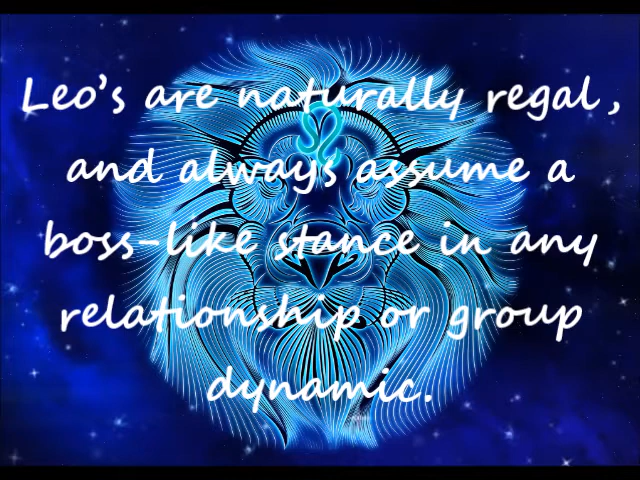 Leo's are naturally regal,
and always assume a
boss-like stance in any
relationship or group
dynamic.